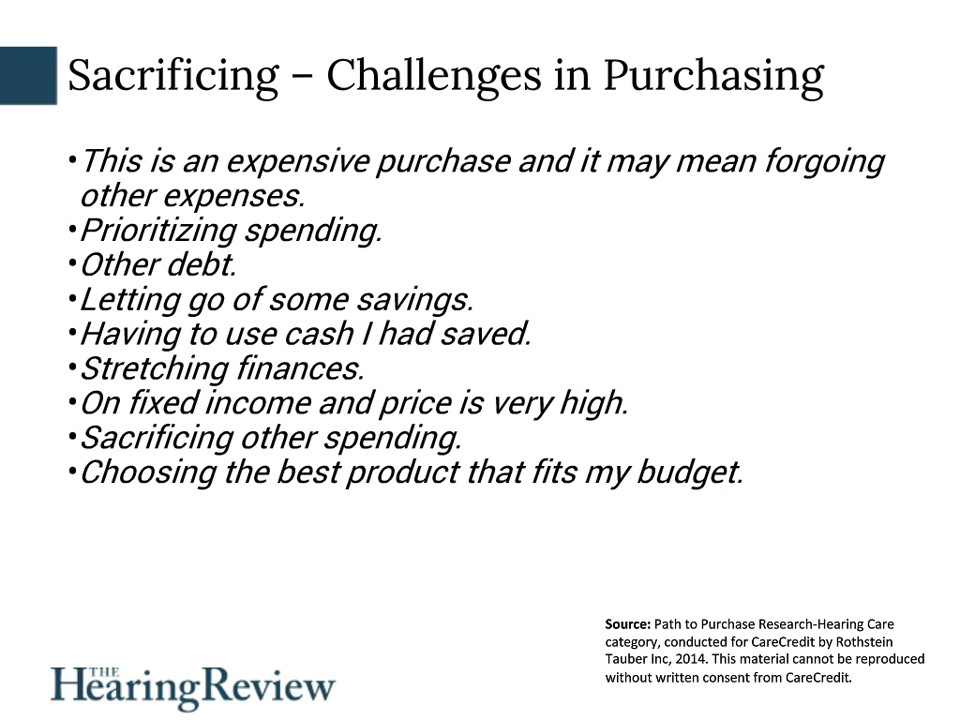 Sacrificing – Challenges in Purchasing
•This is an expensive purchase and it may mean forgoing
other expenses.
•Prioritizing spending.
•Other debt.
•Letting go of some savings.
•Having to use cash I had saved.
•Stretching finances.
•On fixed income and price is very high.
•Sacrificing other spending.
•Choosing the best product that fits my budget.
Source: Path to Purchase Research-Hearing Care
category, conducted for CareCredit by Rothstein
Tauber Inc, 2014. This material cannot be reproduced
without written consent from CareCredit.
THE
HearingReview